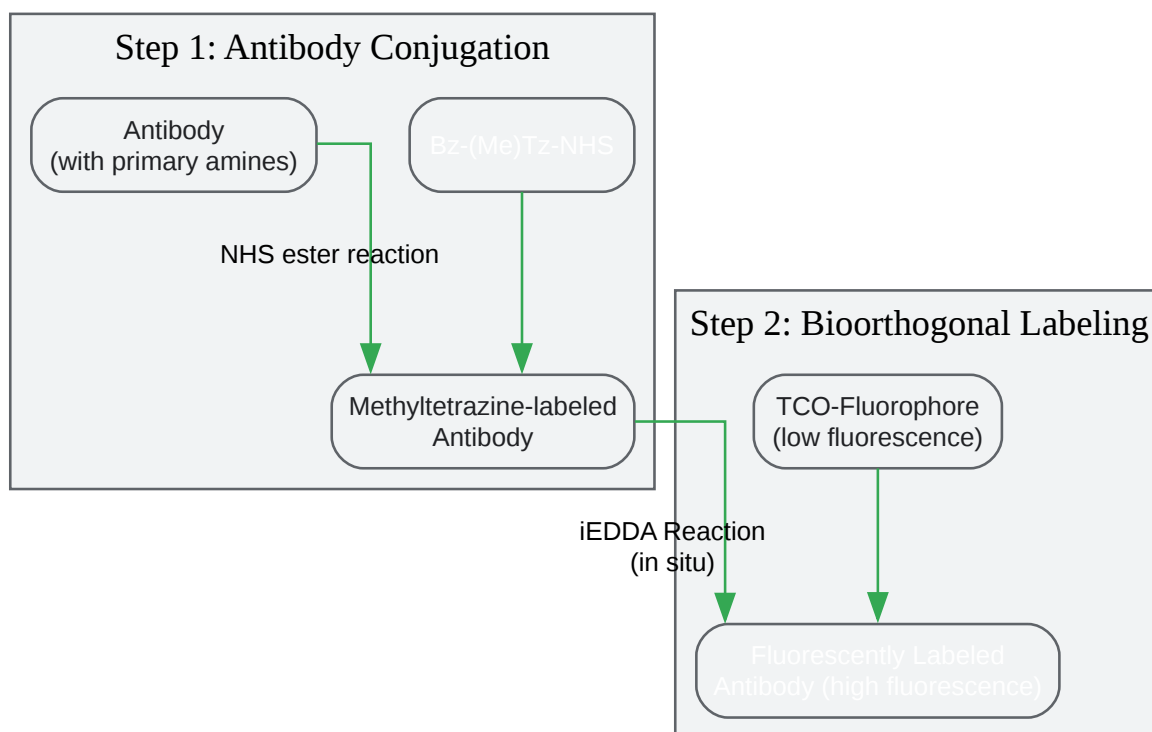 Step 1: Antibody Conjugation
Antibody
(with primary amines)
Bz-(Me)Tz-NHS
NHS ester reaction
Methyltetrazine-labeled
Antibody
Step 2: Bioorthogonal Labeling
TCO-Fluorophore
(low fluorescence)
iEDDA Reaction
(in situ)
Fluorescently Labeled
Antibody (high fluorescence)